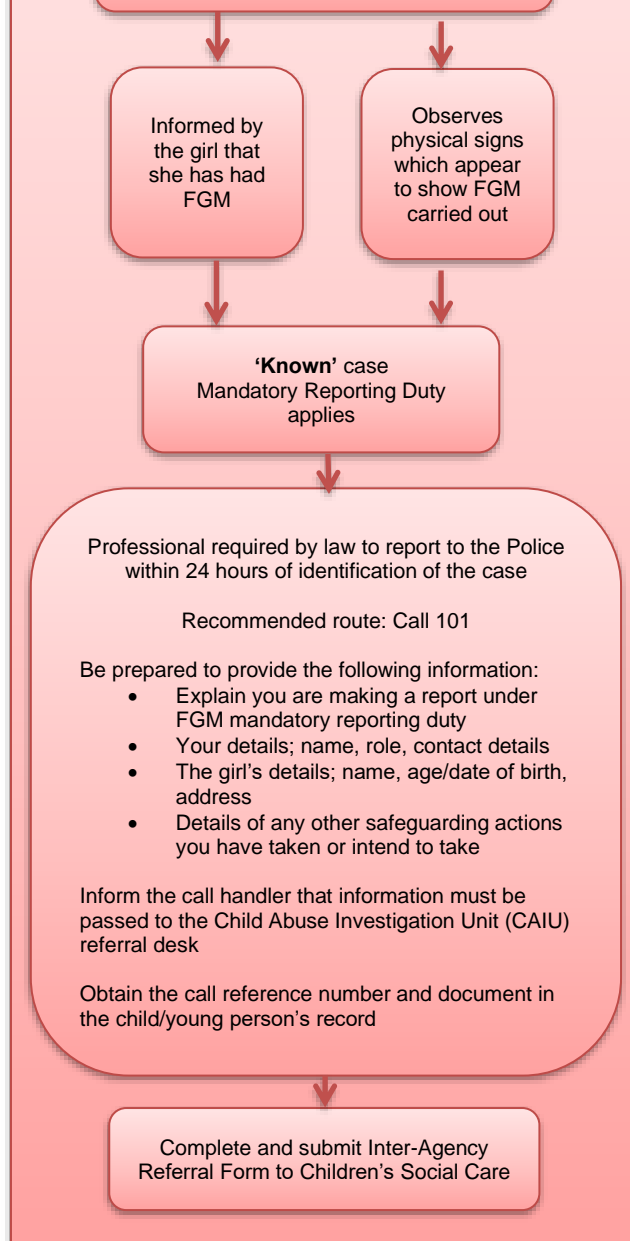 Informed by
the girl that
she has had
FGM
Observes
physical signs
which appear
to show FGM
carried out
‘Known’ case
Mandatory Reporting Duty
applies
Professional required by law to report to the Police
within 24 hours of identification of the case
Recommended route: Call 101
Be prepared to provide the following information:
• Explain you are making a report under
FGM mandatory reporting duty
• Your details; name, role, contact details
• The girl’s details; name, age/date of birth,
address
• Details of any other safeguarding actions
you have taken or intend to take
Inform the call handler that information must be
passed to the Child Abuse Investigation Unit (CAIU)
referral desk
Obtain the call reference number and document in
the child/young person’s record
Complete and submit Inter-Agency
Referral Form to Children’s Social Care